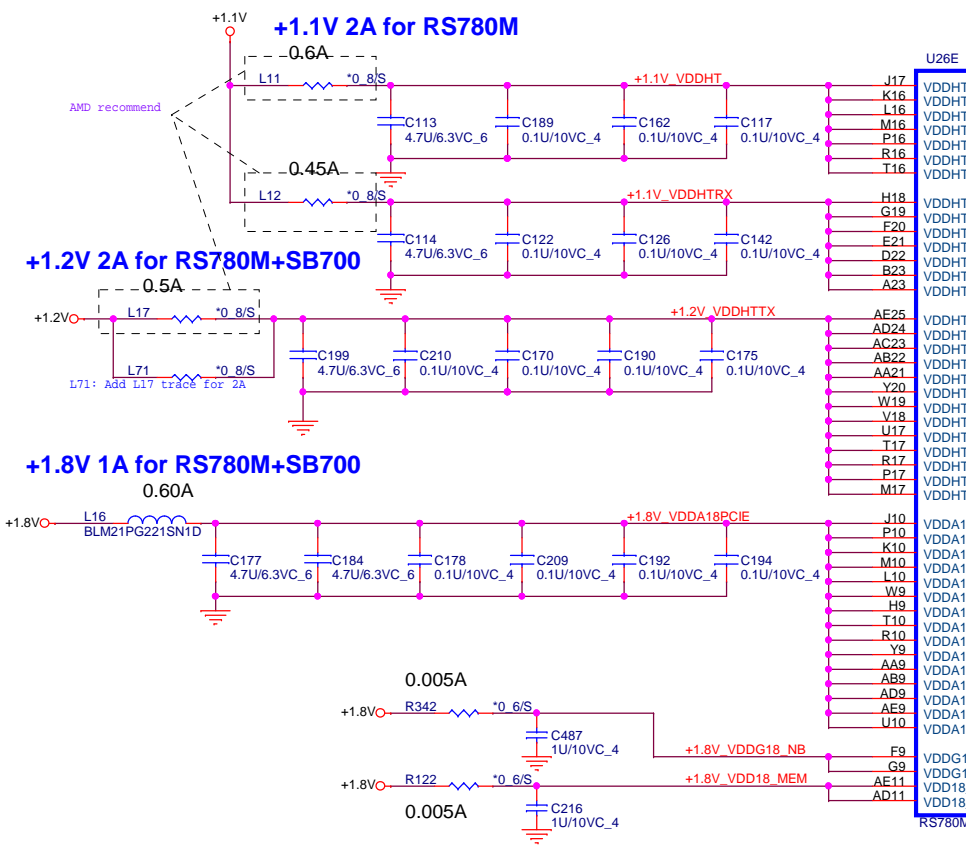 +1.1V
+1.1V 2A for RS780M
0.6A
L11 *0_8/S
AMD recommend
+1.1V_VDDHT
C113
4.7U/6.3VC_6
C189
0.1U/10VC_4
C162
0.1U/10VC_4
C117
0.1U/10VC_4
0.45A
L12 *0_8/S
+1.1V_VDDHTRX
C114
4.7U/6.3VC_6
C122
0.1U/10VC_4
C126
0.1U/10VC_4
C142
0.1U/10VC_4
+1.2V 2A for RS780M+SB700
0.5A
+1.2V
L17 *0_8/S
+1.2V_VDDHTTX
L71 *0_8/S
L71: Add L17 trace for 2A
C199
4.7U/6.3VC_6
C210
0.1U/10VC_4
C170
0.1U/10VC_4
C190
0.1U/10VC_4
C175
0.1U/10VC_4
+1.8V 1A for RS780M+SB700
0.60A
+1.8V
L16
BLM21PG221SN1D
+1.8V_VDDA18PCIE
C177
4.7U/6.3VC_6
C184
4.7U/6.3VC_6
C178
0.1U/10VC_4
C209
0.1U/10VC_4
C192
0.1U/10VC_4
C194
0.1U/10VC_4
0.005A
+1.8V
R342 *0_6/S
C487
1U/10VC_4
+1.8V_VDDG18_NB
+1.8V
R122 *0_6/S
+1.8V_VDD18_MEM
0.005A
C216
1U/10VC_4
U26E
J17 VDDHT
K16 VDDHT
L16 VDDHT
M16 VDDHT
P16 VDDHT
R16 VDDHT
T16 VDDHT
H18 VDDHT
G19 VDDHT
F20 VDDHT
E21 VDDHT
D22 VDDHT
B23 VDDHT
A23 VDDHT
AE25 VDDHT
AD24 VDDHT
AC23 VDDHT
AB22 VDDHT
AA21 VDDHT
Y20 VDDHT
W19 VDDHT
V18 VDDHT
U17 VDDHT
T17 VDDHT
R17 VDDHT
P17 VDDHT
M17 VDDHT
J10 VDDA1
P10 VDDA1
K10 VDDA1
M10 VDDA1
L10 VDDA1
W9 VDDA1
H9 VDDA1
T10 VDDA1
R10 VDDA1
Y9 VDDA1
AA9 VDDA1
AB9 VDDA1
AD9 VDDA1
AE9 VDDA1
U10 VDDA1
F9 VDDG1
G9 VDDG1
AE11 VDD18
AD11 VDD18
RS780M